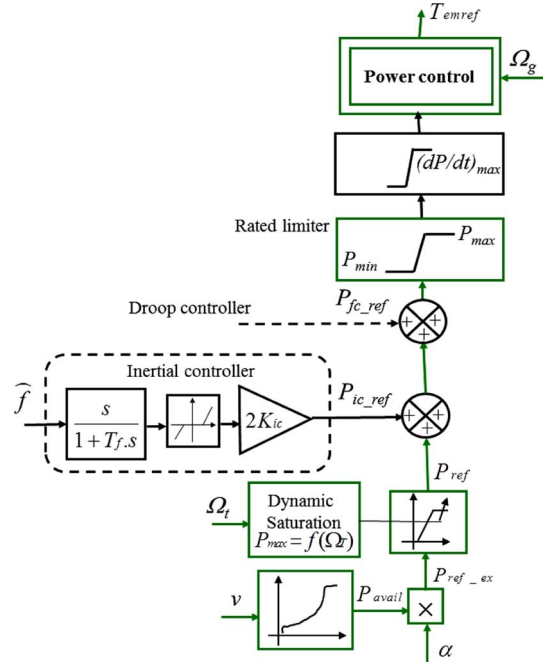 T_emref
Power control
Ω_g
(dP/dt)_max
Rated limiter
P_min
P_max
Droop controller
P_fc_ref
+ + +
Inertial controller
f̂
s
1+T_f.s
2K_ic
P_ic_ref
+ + +
P_ref
Ω_t
Dynamic
Saturation
P_max = f(Ω_T)
P_ref_ex
v
P_avail
×
α